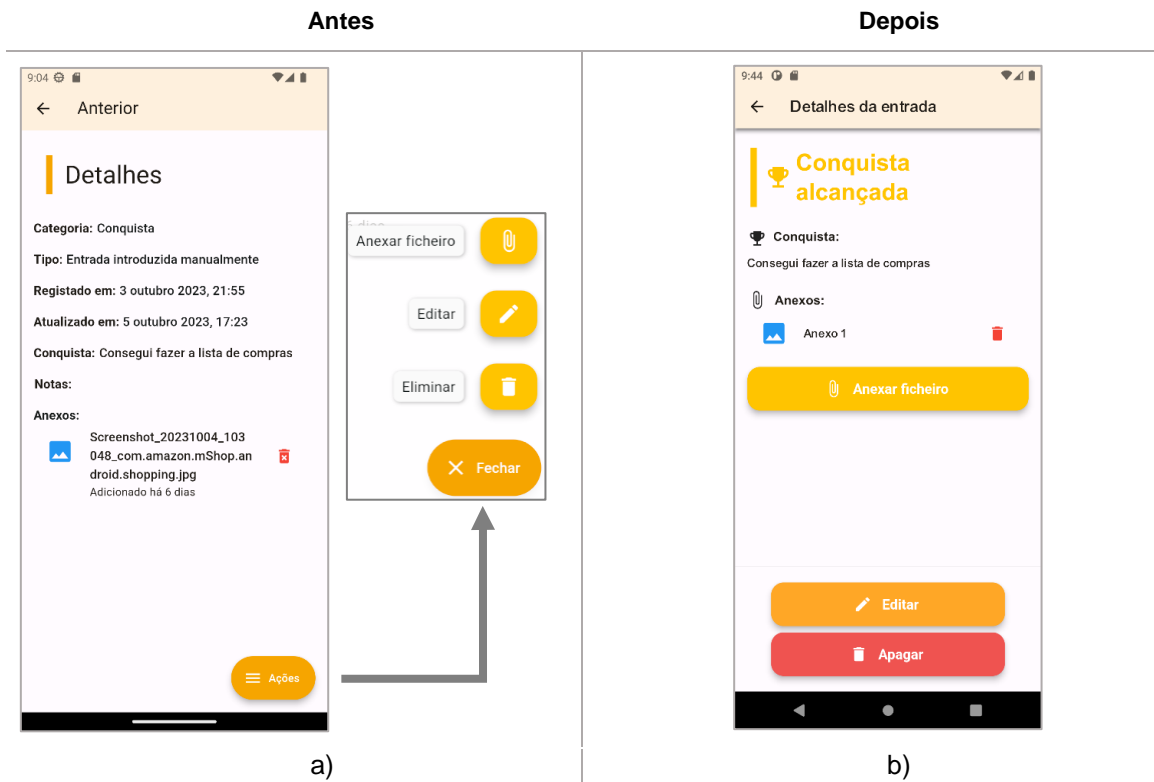 Antes
Depois
9:04
Anterior
Detalhes
Categoria: Conquista
Tipo: Entrada introduzida manualmente
Registado em: 3 outubro 2023, 21:55
Atualizado em: 5 outubro 2023, 17:23
Conquista: Consegui fazer a lista de compras
Notas:
Anexos:
Screenshot_20231004_103
048_com.amazon.mShop.an
droid.shopping.jpg
Adicionado há 6 dias
Ações
Anexar ficheiro
Editar
Eliminar
Fechar
a)
9:44
Detalhes da entrada
Conquista
alcançada
Conquista:
Consegui fazer a lista de compras
Anexos:
Anexo 1
Anexar ficheiro
Editar
Apagar
b)